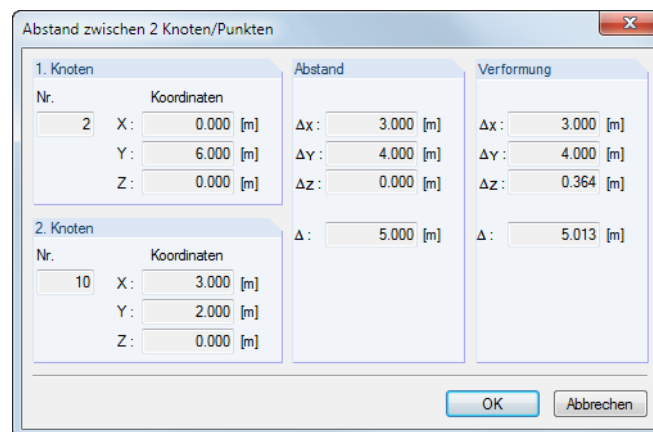 Abstand zwischen 2 Knoten/Punkten
1. Knoten
Nr. Koordinaten
2 X : 0.000 [m]
Y : 6.000 [m]
Z : 0.000 [m]
2. Knoten
Nr. Koordinaten
10 X : 3.000 [m]
Y : 2.000 [m]
Z : 0.000 [m]
Abstand
ΔX : 3.000 [m]
ΔY : 4.000 [m]
ΔZ : 0.000 [m]
Δ : 5.000 [m]
Verformung
ΔX : 3.000 [m]
ΔY : 4.000 [m]
ΔZ : 0.364 [m]
Δ : 5.013 [m]
OK Abbrechen